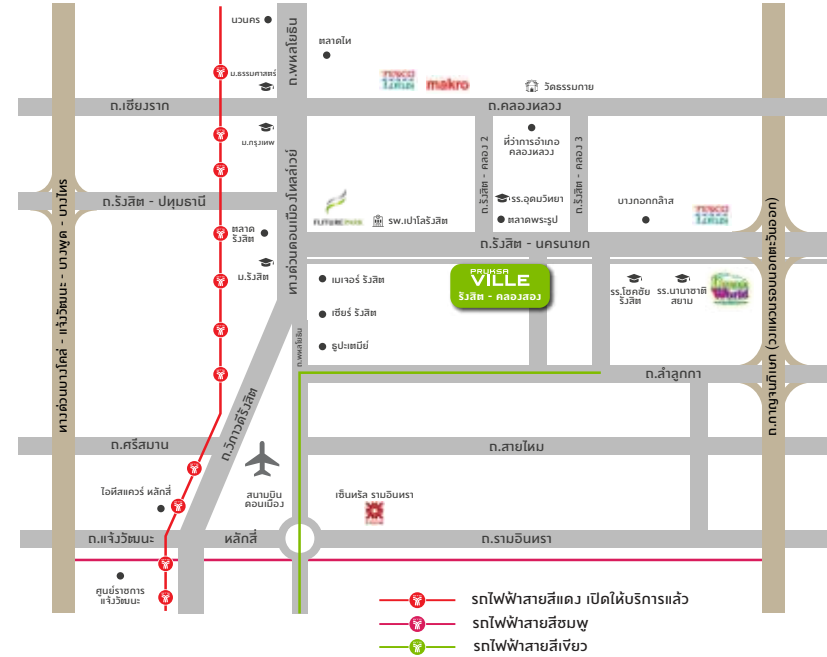 นวนคร
ตลาดไท
ม.ธรรมศาสตร์
ถ.พหลโยธิน
TESCO
makro
วัดธรรมกาย
ถ.เชียงราก
ถ.คลองหลวง
ม.กรุงเทพ
ที่ว่าการอำเภอ
คลองหลวง
ถ.รังสิต - คลอง 2
ถ.รังสิต - คลอง 3
ทางด่วนบางโคล่ - แจ้งวัฒนะ - บางพูด - บางไทร
ทางด่วนดอนเมืองโทลล์เวย์
ถ.รังสิต - ปทุมธานี
รร.อุดมวิทยา
ตลาดพระรูป
บางกอกกล๊าส
TESCO
FUTURE PARK
รพ.เปาโลรังสิต
ตลาด
รังสิต
ถ.รังสิต - นครนายก
ม.รังสิต
เมเจอร์ รังสิต
PRUKSA
VILLE
รังสิต - คลองสอง
รร.โชคชัย
รังสิต
รร.นานาชาติ
สยาม
Dream
World
เซียร์ รังสิต
ธูปะเตมีย์
ถ.พหลโยธิน
ถ.ลำลูกกา
ถ.กาญจนาภิเษก (วงแหวนรอบนอกตะวันออก)
ถ.วิภาวดีรังสิต
ถ.ศรีสมาน
ถ.สายไหม
ไอทีสแควร์ หลักสี่
สนามบิน
ดอนเมือง
เซ็นทรัล รามอินทรา
ถ.แจ้งวัฒนะ
หลักสี่
ถ.รามอินทรา
ศูนย์ราชการ
แจ้งวัฒนะ
รถไฟฟ้าสายสีแดง เปิดให้บริการแล้ว
รถไฟฟ้าสายสีชมพู
รถไฟฟ้าสายสีเขียว